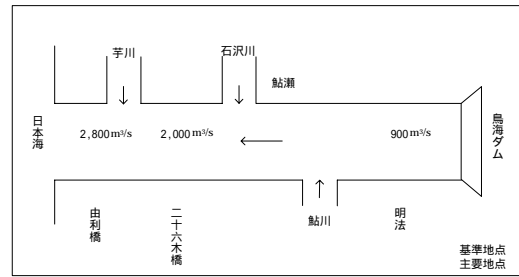 芋川
石沢川
鮎瀬
日本海
2,800m³/s
2,000m³/s
900m³/s
鳥海ダム
由利橋
二十六木橋
鮎川
明法
基準地点
主要地点